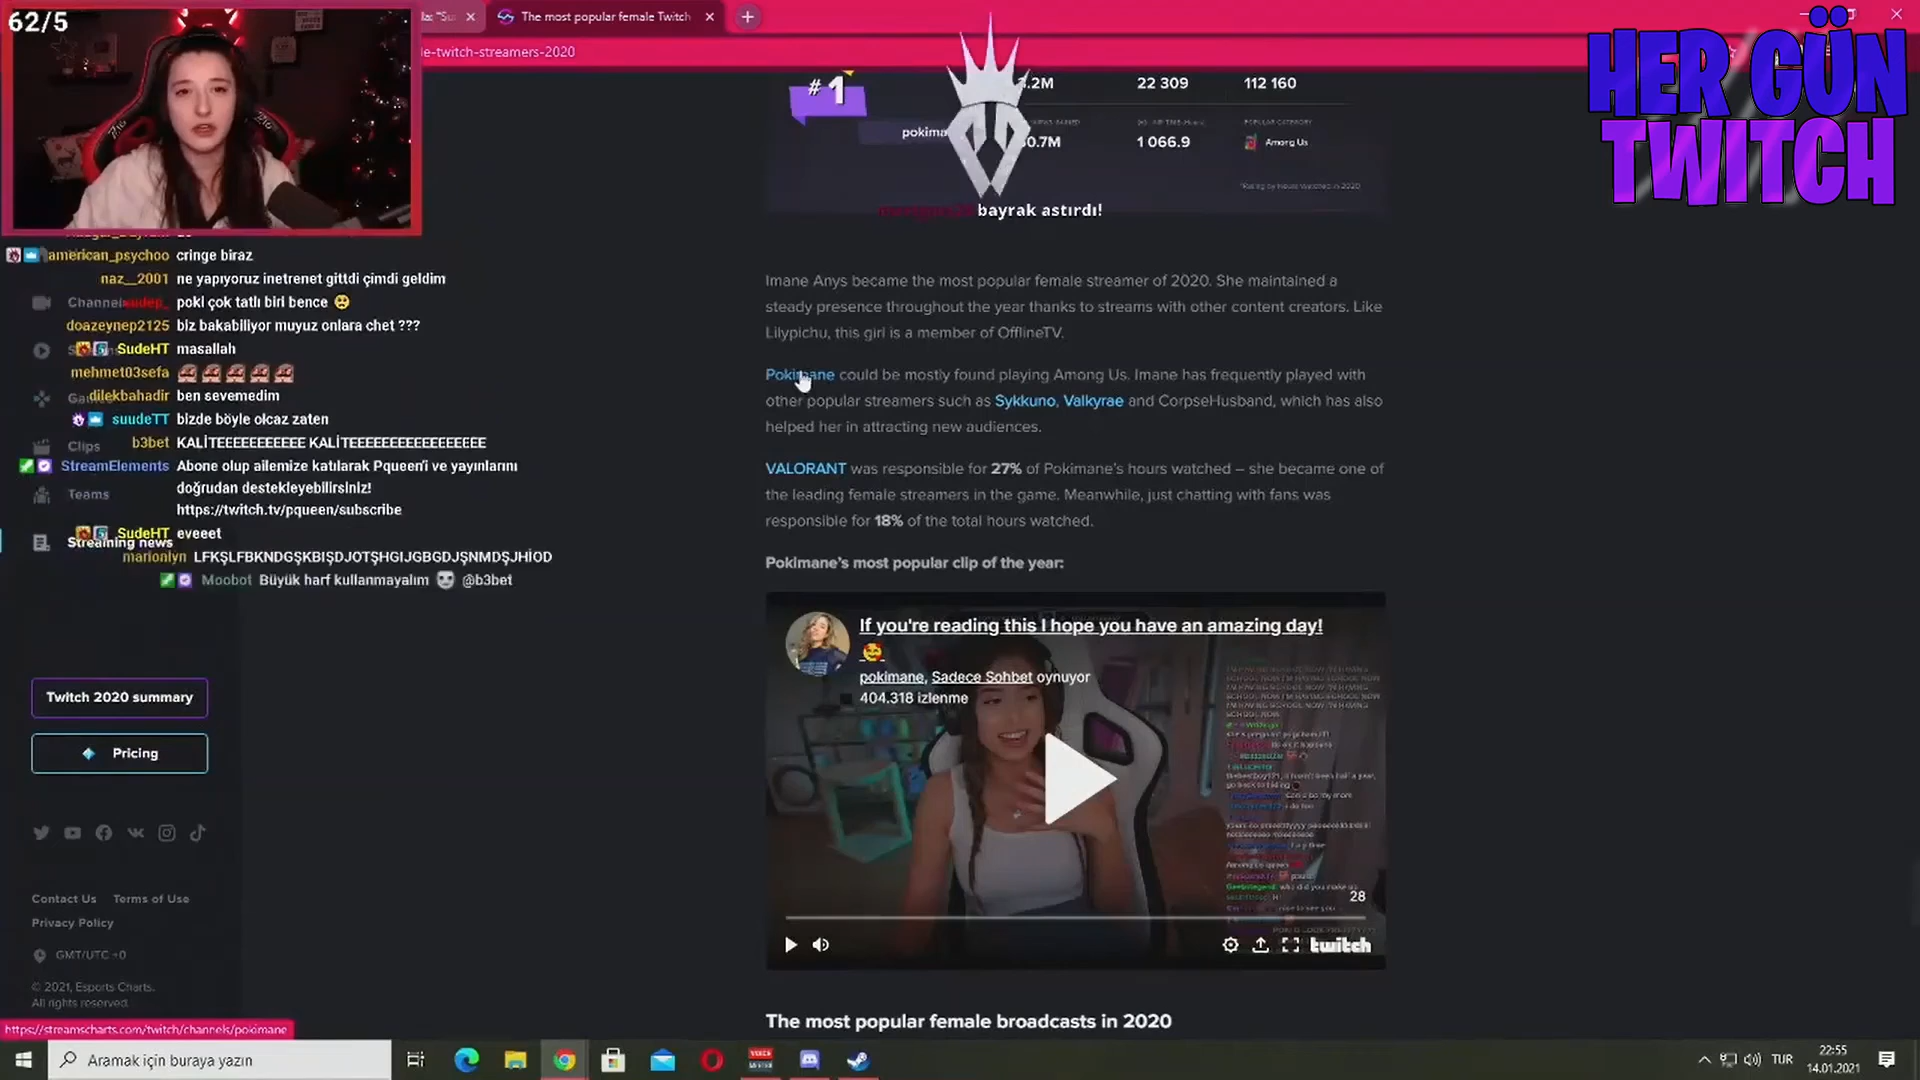 62/5
The most popular female Twitch
e-twitch-streamers-2020
HER GÜN
TWITCH
#1
.2M
22 309
112 160
pokima
0.7M
1 066.9
Among Us
bayrak astırdı!
american_psychoo cringe biraz
naz__2001 ne yapıyoruz inetrenet gittdi çimdi geldim
Channels
poki çok tatlı biri bence
doazeynep2125 biz bakabiliyor muyuz onlara chet ???
SudeHT masallah
mehmet03sefa
dilekbahadir ben sevemedim
suudeTT bizde böyle olcaz zaten
b3bet KALİTEEEEEEEEEEE KALİTEEEEEEEEEEEEEEEEE
Clips
StreamElements Abone olup ailemize katılarak Pqueen'i ve yayınlarını
doğrudan destekleyebilirsiniz!
Teams
https://twitch.tv/pqueen/subscribe
SudeHT eveeet
Streaming news
marionlyn LFKŞLFBKNDGŞKBIŞDJOTŞHGIJGBGDJŞNMDŞJHİOD
Moobot Büyük harf kullanmayalım @b3bet
Twitch 2020 summary
Pricing
Contact Us Terms of Use
Privacy Policy
GMT/UTC +0
© 2021, Esports Charts.
All rights reserved.
Imane Anys became the most popular female streamer of 2020. She maintained a
steady presence throughout the year thanks to streams with other content creators. Like
Lilypichu, this girl is a member of OfflineTV.
Pokimane could be mostly found playing Among Us. Imane has frequently played with
other popular streamers such as Sykkuno, Valkyrae and CorpseHusband, which has also
helped her in attracting new audiences.
VALORANT was responsible for 27% of Pokimane's hours watched – she became one of
the leading female streamers in the game. Meanwhile, just chatting with fans was
responsible for 18% of the total hours watched.
Pokimane's most popular clip of the year:
If you're reading this I hope you have an amazing day!
pokimane, Sadece Sohbet oynuyor
404.318 izlenme
28
twitch
The most popular female broadcasts in 2020
https://streamscharts.com/twitch/channels/pokimane
Aramak için buraya yazın
TUR
22:55
14.01.2021